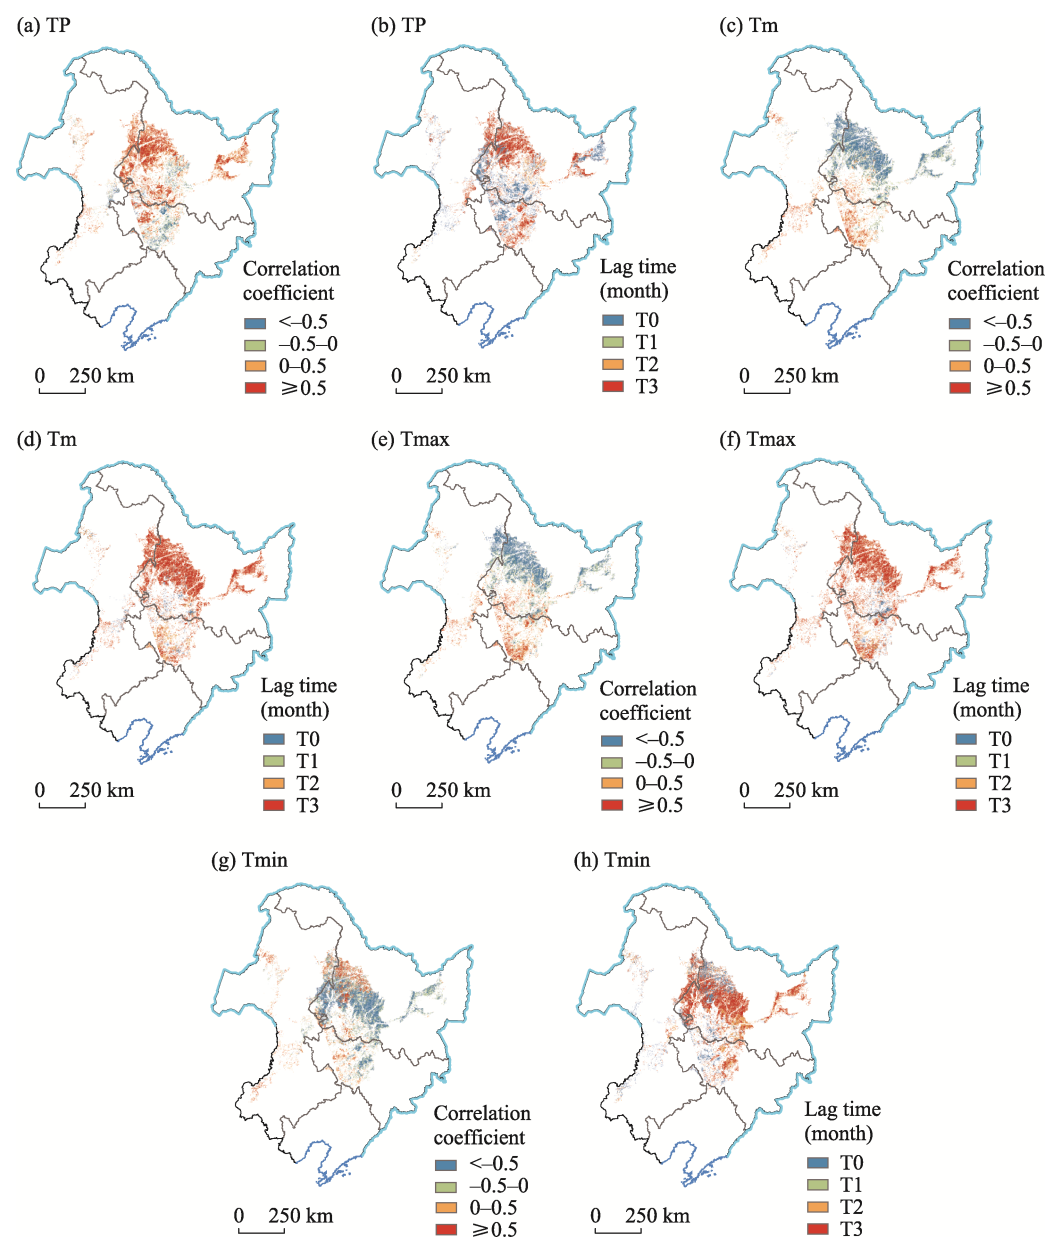 (a) TP
Correlation
coefficient
<–0.5
–0.5–0
0–0.5
⩾0.5
0 250 km
(b) TP
Lag time
(month)
T0
T1
T2
T3
0 250 km
(c) Tm
Correlation
coefficient
<–0.5
–0.5–0
0–0.5
⩾0.5
0 250 km
(d) Tm
Lag time
(month)
T0
T1
T2
T3
0 250 km
(e) Tmax
Correlation
coefficient
<–0.5
–0.5–0
0–0.5
⩾0.5
0 250 km
(f) Tmax
Lag time
(month)
T0
T1
T2
T3
0 250 km
(g) Tmin
Correlation
coefficient
<–0.5
–0.5–0
0–0.5
⩾0.5
0 250 km
(h) Tmin
Lag time
(month)
T0
T1
T2
T3
0 250 km